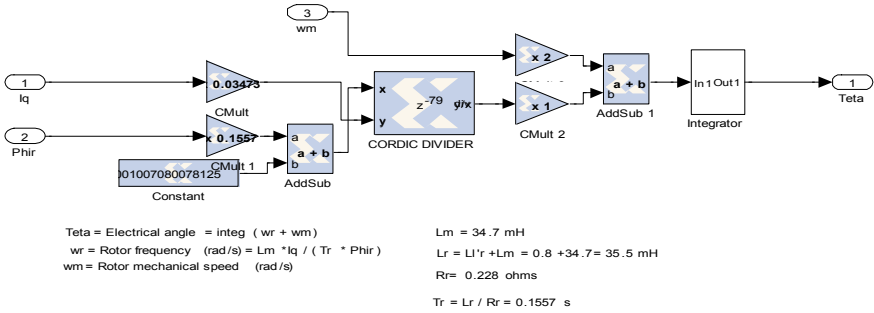 3
wm
x 2
1
Iq
0.03473
CMult
x
y
z-79
CORDIC DIVIDER
a
b
a + b
AddSub 1
In1 Out1
Integrator
1
Teta
x 1
CMult 2
2
Phir
x 0.1557
CMult 1
a
b
a + b
AddSub
001007080078125
Constant
Teta = Electrical angle = integ ( wr + wm)
wr = Rotor frequency (rad/s) = Lm *Iq / ( Tr * Phir )
wm = Rotor mechanical speed (rad/s)
Lm = 34.7 mH
Lr = Ll'r +Lm = 0.8 +34.7= 35.5 mH
Rr= 0.228 ohms
Tr = Lr / Rr = 0.1557 s